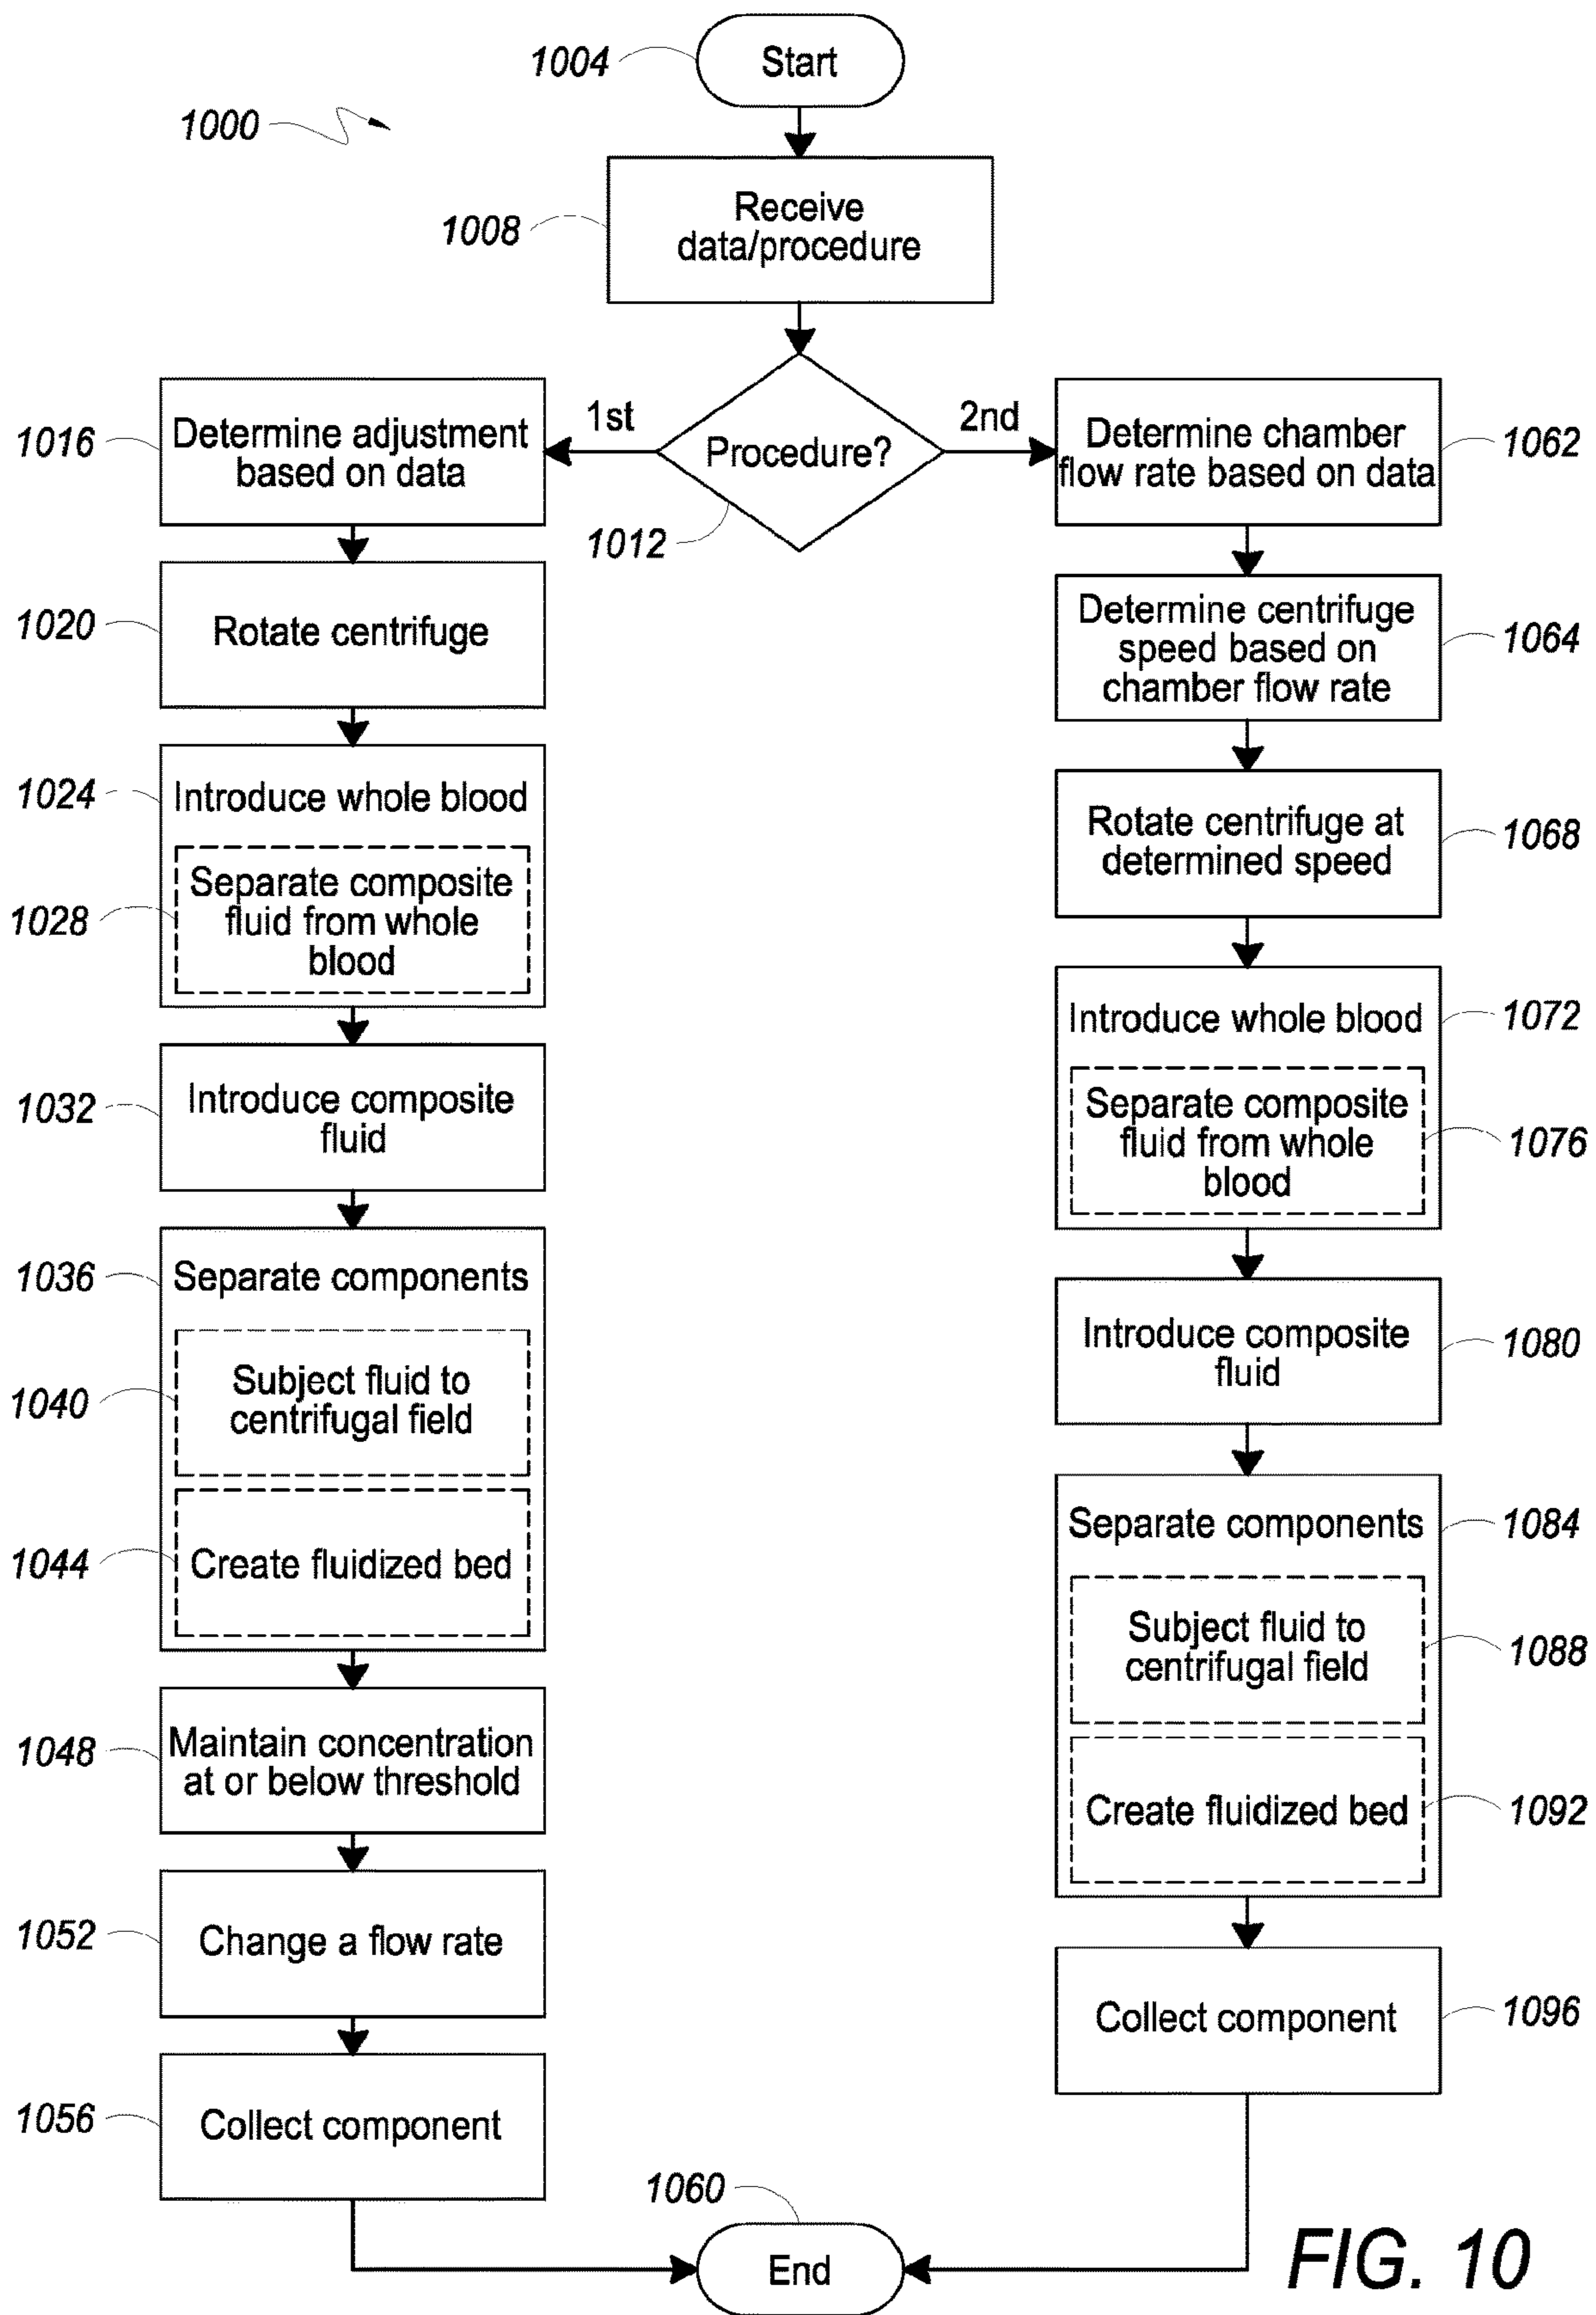 1004
Start
1000
1008
Receive
data/procedure
1012
Procedure?
1st
2nd
1016
Determine adjustment
based on data
1020
Rotate centrifuge
1024
Introduce whole blood
1028
Separate composite
fluid from whole
blood
1032
Introduce composite
fluid
1036
Separate components
1040
Subject fluid to
centrifugal field
1044
Create fluidized bed
1048
Maintain concentration
at or below threshold
1052
Change a flow rate
1056
Collect component
Determine chamber
flow rate based on data
1062
Determine centrifuge
speed based on
chamber flow rate
1064
Rotate centrifuge at
determined speed
1068
Introduce whole blood
1072
Separate composite
fluid from whole
blood
1076
Introduce composite
fluid
1080
Separate components
1084
Subject fluid to
centrifugal field
1088
Create fluidized bed
1092
Collect component
1096
1060
End
FIG. 10